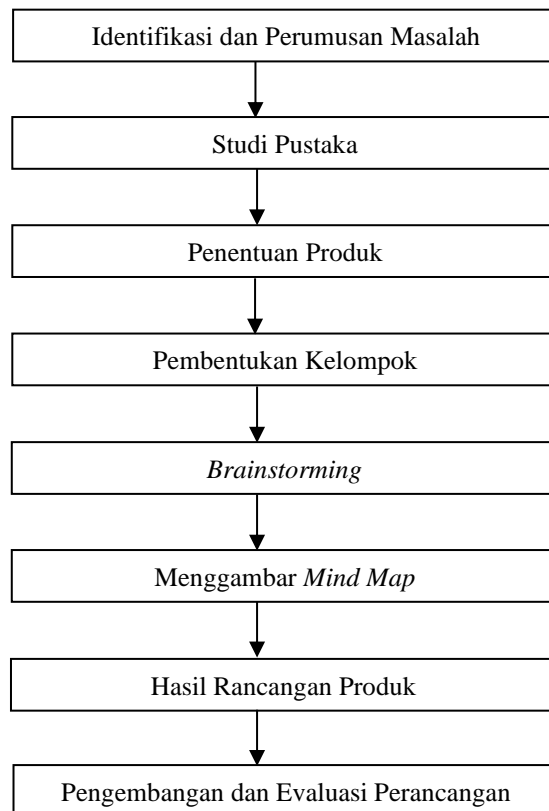 Identifikasi dan Perumusan Masalah
Studi Pustaka
Penentuan Produk
Pembentukan Kelompok
Brainstorming
Menggambar Mind Map
Hasil Rancangan Produk
Pengembangan dan Evaluasi Perancangan